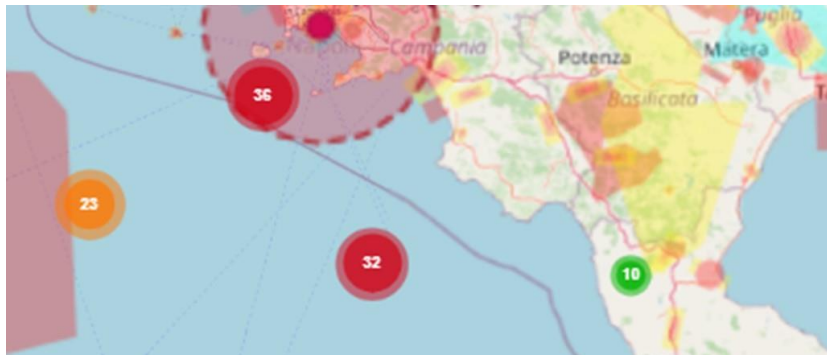 Puglia
Napoli
Campania
Matera
Potenza
36
Basilicata
23
32
10